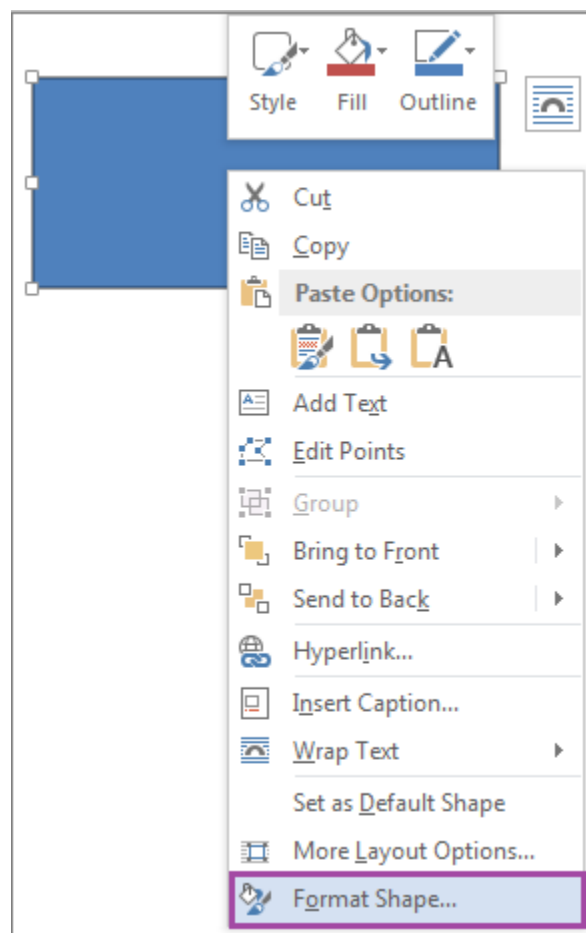 Style Fill Outline
Cut
Copy
Paste Options:
A
Add Text
Edit Points
Group
Bring to Front
Send to Back
Hyperlink...
Insert Caption...
Wrap Text
Set as Default Shape
More Layout Options...
Format Shape...